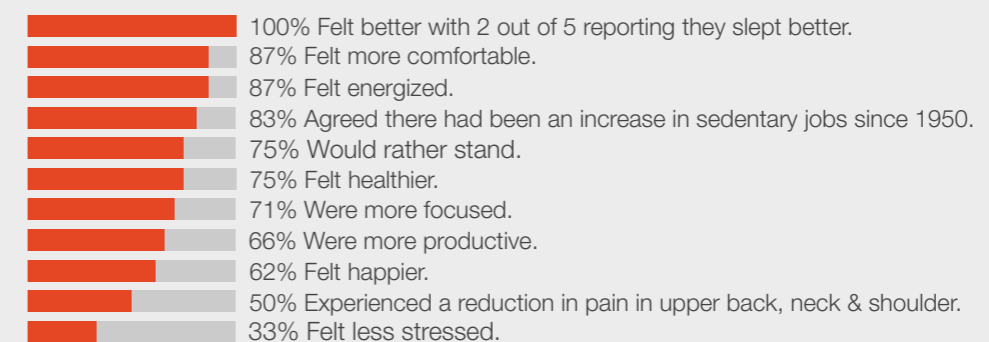 100% Felt better with 2 out of 5 reporting they slept better.
87% Felt more comfortable.
87% Felt energized.
83% Agreed there had been an increase in sedentary jobs since 1950.
75% Would rather stand.
75% Felt healthier.
71% Were more focused.
66% Were more productive.
62% Felt happier.
50% Experienced a reduction in pain in upper back, neck & shoulder.
33% Felt less stressed.